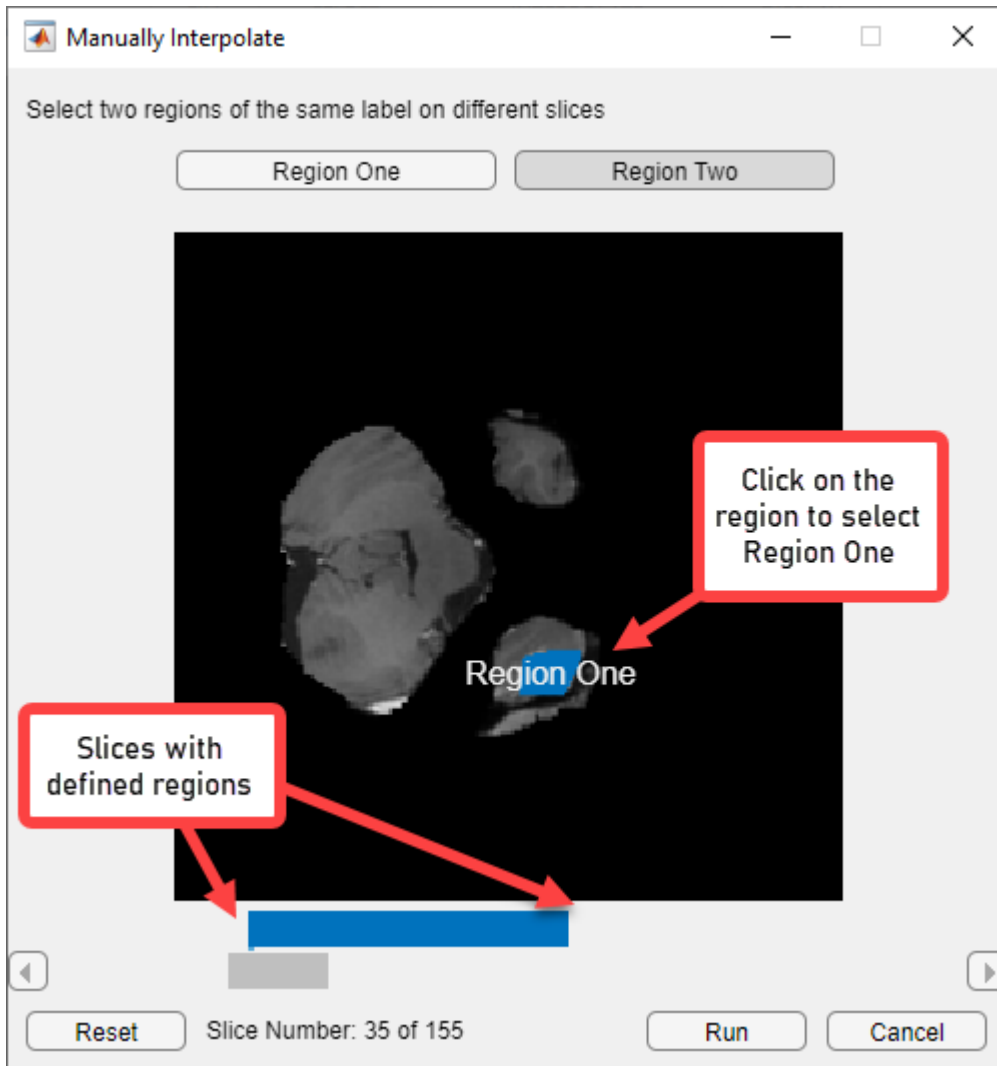 Manually Interpolate
Select two regions of the same label on different slices
Region One
Region Two
Click on the
region to select
Region One
Region One
Slices with
defined regions
Reset
Slice Number: 35 of 155
Run
Cancel